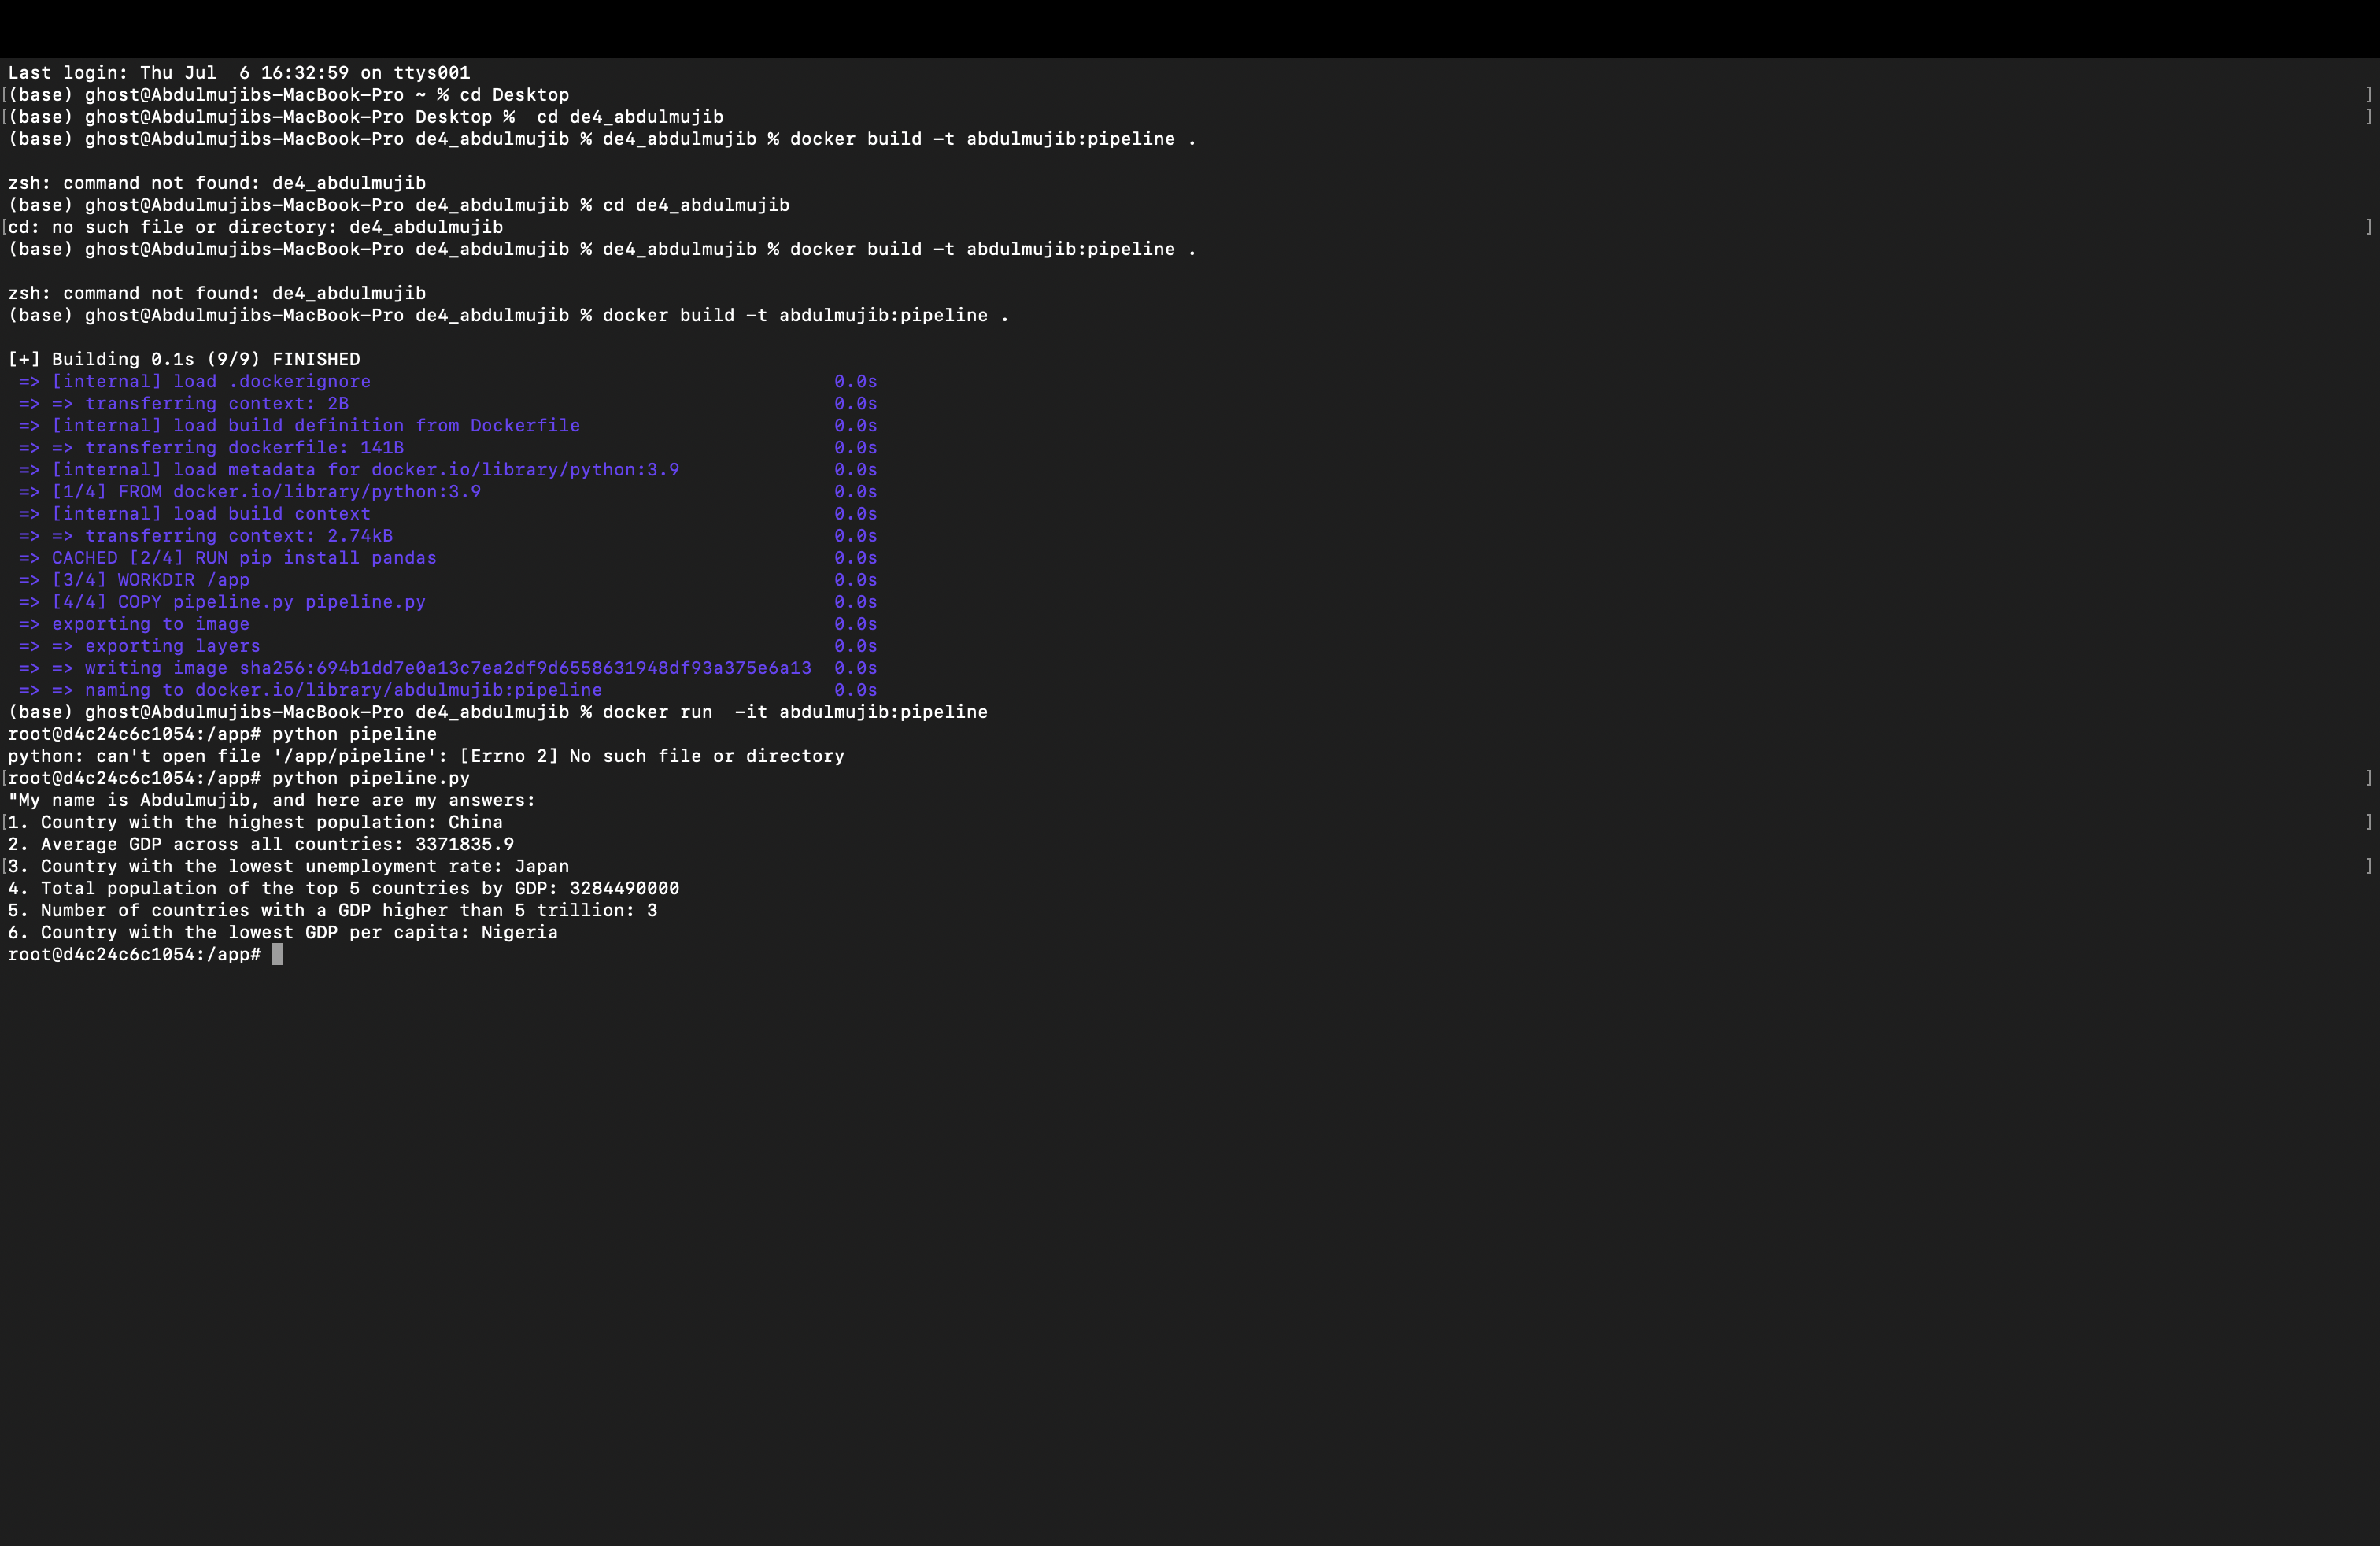 Last login: Thu Jul  6 16:32:59 on ttys001
[(base) ghost@Abdulmujibs-MacBook-Pro ~ % cd Desktop ]
[(base) ghost@Abdulmujibs-MacBook-Pro Desktop %  cd de4_abdulmujib ]
(base) ghost@Abdulmujibs-MacBook-Pro de4_abdulmujib % de4_abdulmujib % docker build -t abdulmujib:pipeline .
zsh: command not found: de4_abdulmujib
(base) ghost@Abdulmujibs-MacBook-Pro de4_abdulmujib % cd de4_abdulmujib
[cd: no such file or directory: de4_abdulmujib ]
(base) ghost@Abdulmujibs-MacBook-Pro de4_abdulmujib % de4_abdulmujib % docker build -t abdulmujib:pipeline .
zsh: command not found: de4_abdulmujib
(base) ghost@Abdulmujibs-MacBook-Pro de4_abdulmujib % docker build -t abdulmujib:pipeline .
[+] Building 0.1s (9/9) FINISHED
=> [internal] load .dockerignore 0.0s
=> => transferring context: 2B 0.0s
=> [internal] load build definition from Dockerfile 0.0s
=> => transferring dockerfile: 141B 0.0s
=> [internal] load metadata for docker.io/library/python:3.9 0.0s
=> [1/4] FROM docker.io/library/python:3.9 0.0s
=> [internal] load build context 0.0s
=> => transferring context: 2.74kB 0.0s
=> CACHED [2/4] RUN pip install pandas 0.0s
=> [3/4] WORKDIR /app 0.0s
=> [4/4] COPY pipeline.py pipeline.py 0.0s
=> exporting to image 0.0s
=> => exporting layers 0.0s
=> => writing image sha256:694b1dd7e0a13c7ea2df9d6558631948df93a375e6a13 0.0s
=> => naming to docker.io/library/abdulmujib:pipeline 0.0s
(base) ghost@Abdulmujibs-MacBook-Pro de4_abdulmujib % docker run  -it abdulmujib:pipeline
root@d4c24c6c1054:/app# python pipeline
python: can't open file '/app/pipeline': [Errno 2] No such file or directory
[root@d4c24c6c1054:/app# python pipeline.py ]
"My name is Abdulmujib, and here are my answers:
[1. Country with the highest population: China ]
2. Average GDP across all countries: 3371835.9
[3. Country with the lowest unemployment rate: Japan ]
4. Total population of the top 5 countries by GDP: 3284490000
5. Number of countries with a GDP higher than 5 trillion: 3
6. Country with the lowest GDP per capita: Nigeria
root@d4c24c6c1054:/app#